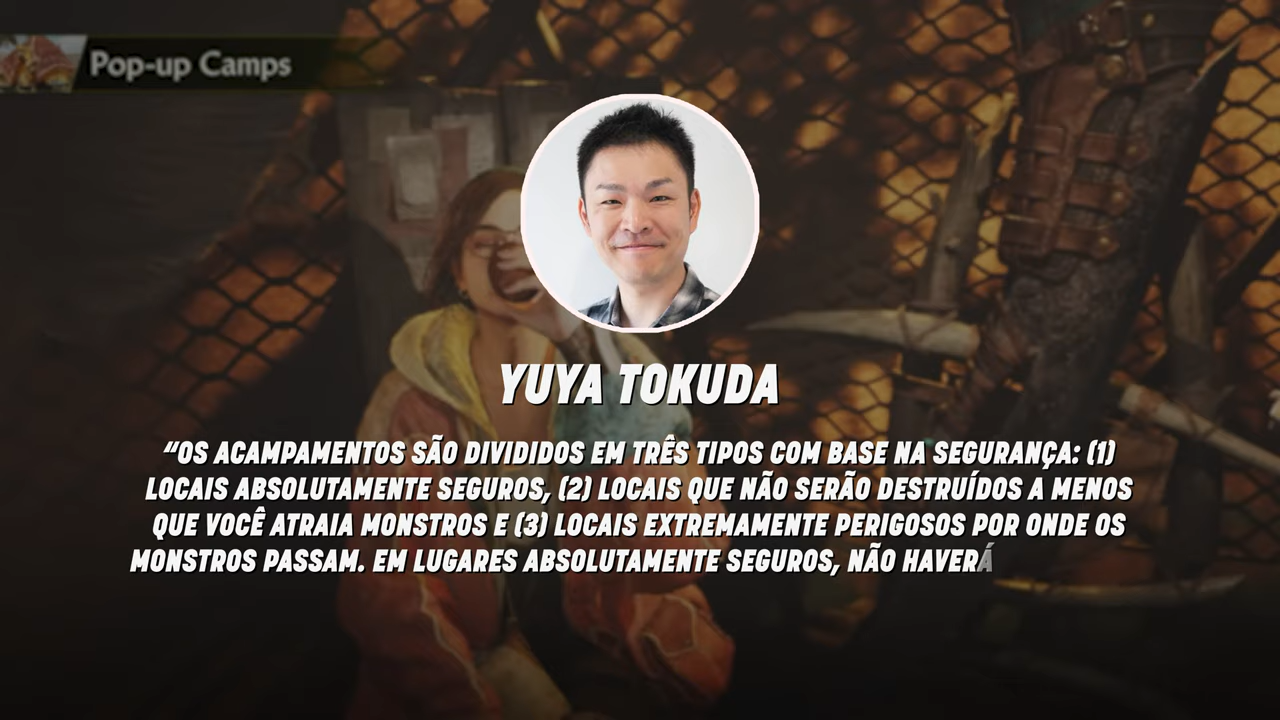 Pop-up Camps
YUYA TOKUDA
“OS ACAMPAMENTOS SÃO DIVIDIDOS EM TRÊS TIPOS COM BASE NA SEGURANÇA: (1)
LOCAIS ABSOLUTAMENTE SEGUROS, (2) LOCAIS QUE NÃO SERÃO DESTRUÍDOS A MENOS
QUE VOCÊ ATRAIA MONSTROS E (3) LOCAIS EXTREMAMENTE PERIGOSOS POR ONDE OS
MONSTROS PASSAM. EM LUGARES ABSOLUTAMENTE SEGUROS, NÃO HAVERÁ